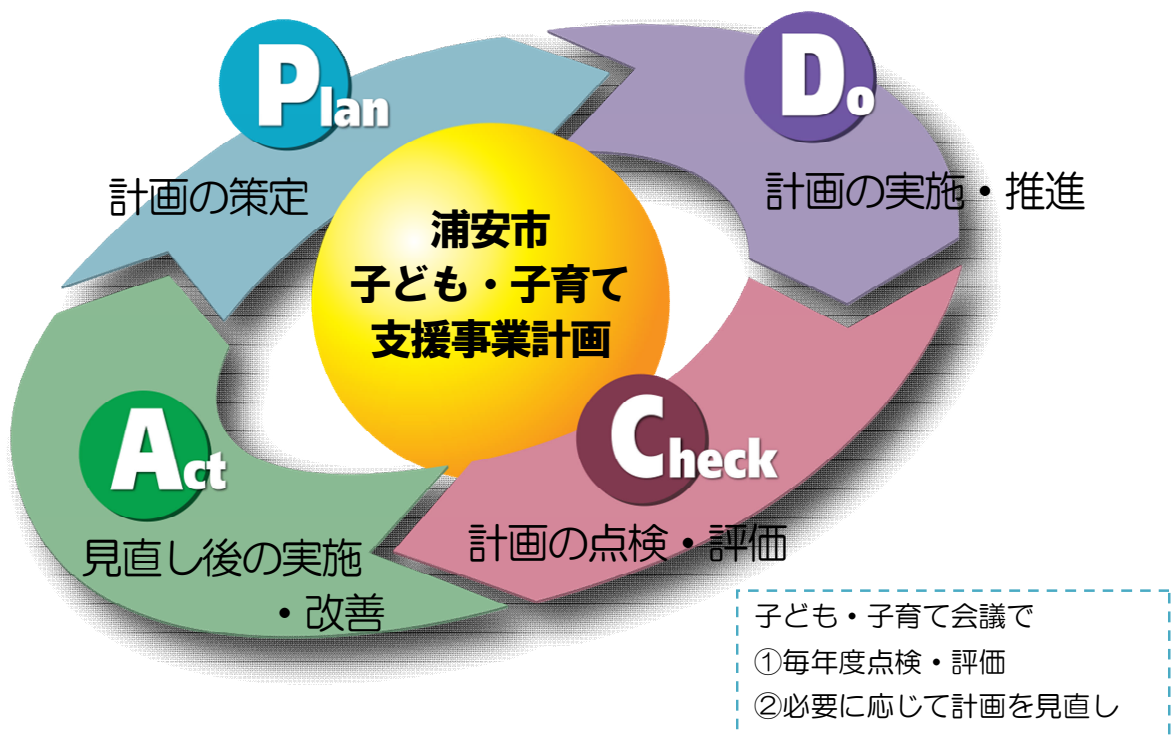 Plan
計画の策定
Do
計画の実施・推進
浦安市
子ども・子育て
支援事業計画
Check
計画の点検・評価
Act
見直し後の実施
・改善
子ども・子育て会議で
①毎年度点検・評価
②必要に応じて計画を見直し